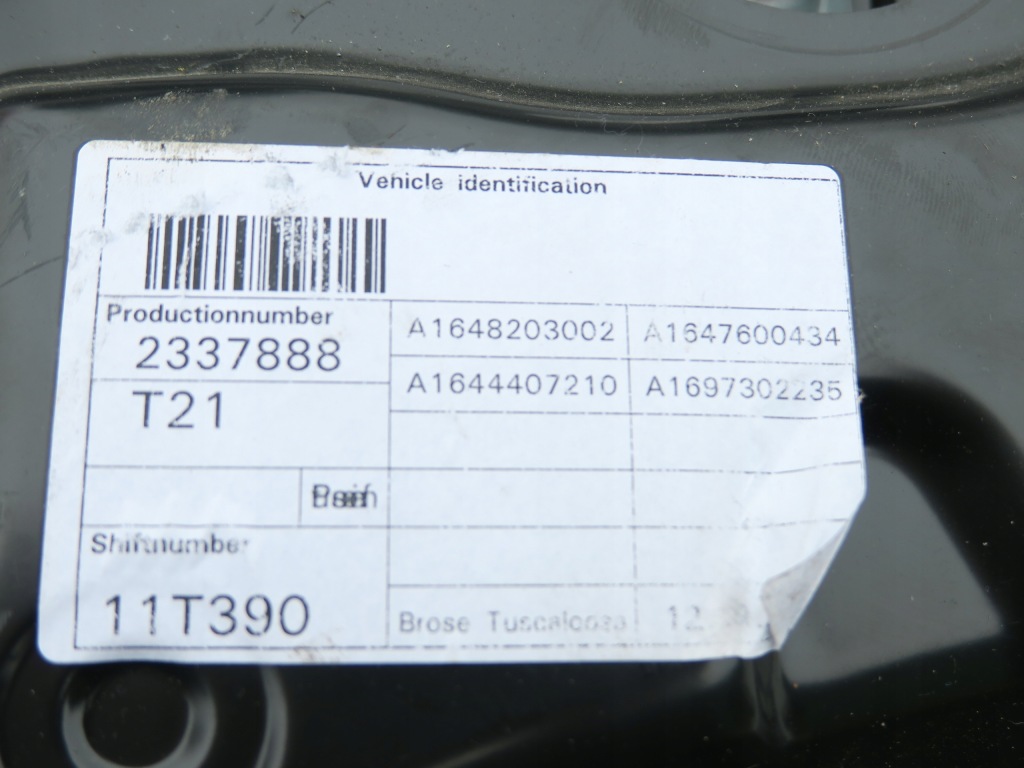 Vehicle identification
Productionnumber
2337888
A1648203002 A1647600434
T21
A1644407210 A1697302235
Shiftnumber
11T390
Brose Tuscaloosa 12